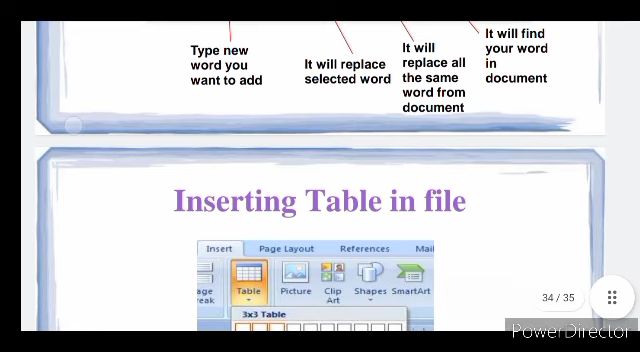 Type new
word you
want to add
It will replace
selected word
It will
replace all
the same
word from
document
It will find
your word
in
document
Inserting Table in file
Insert Page Layout References Mail
age
reak
Table
Picture
Clip
Art
Shapes
SmartArt
3x3 Table
34 / 35
PowerDirector